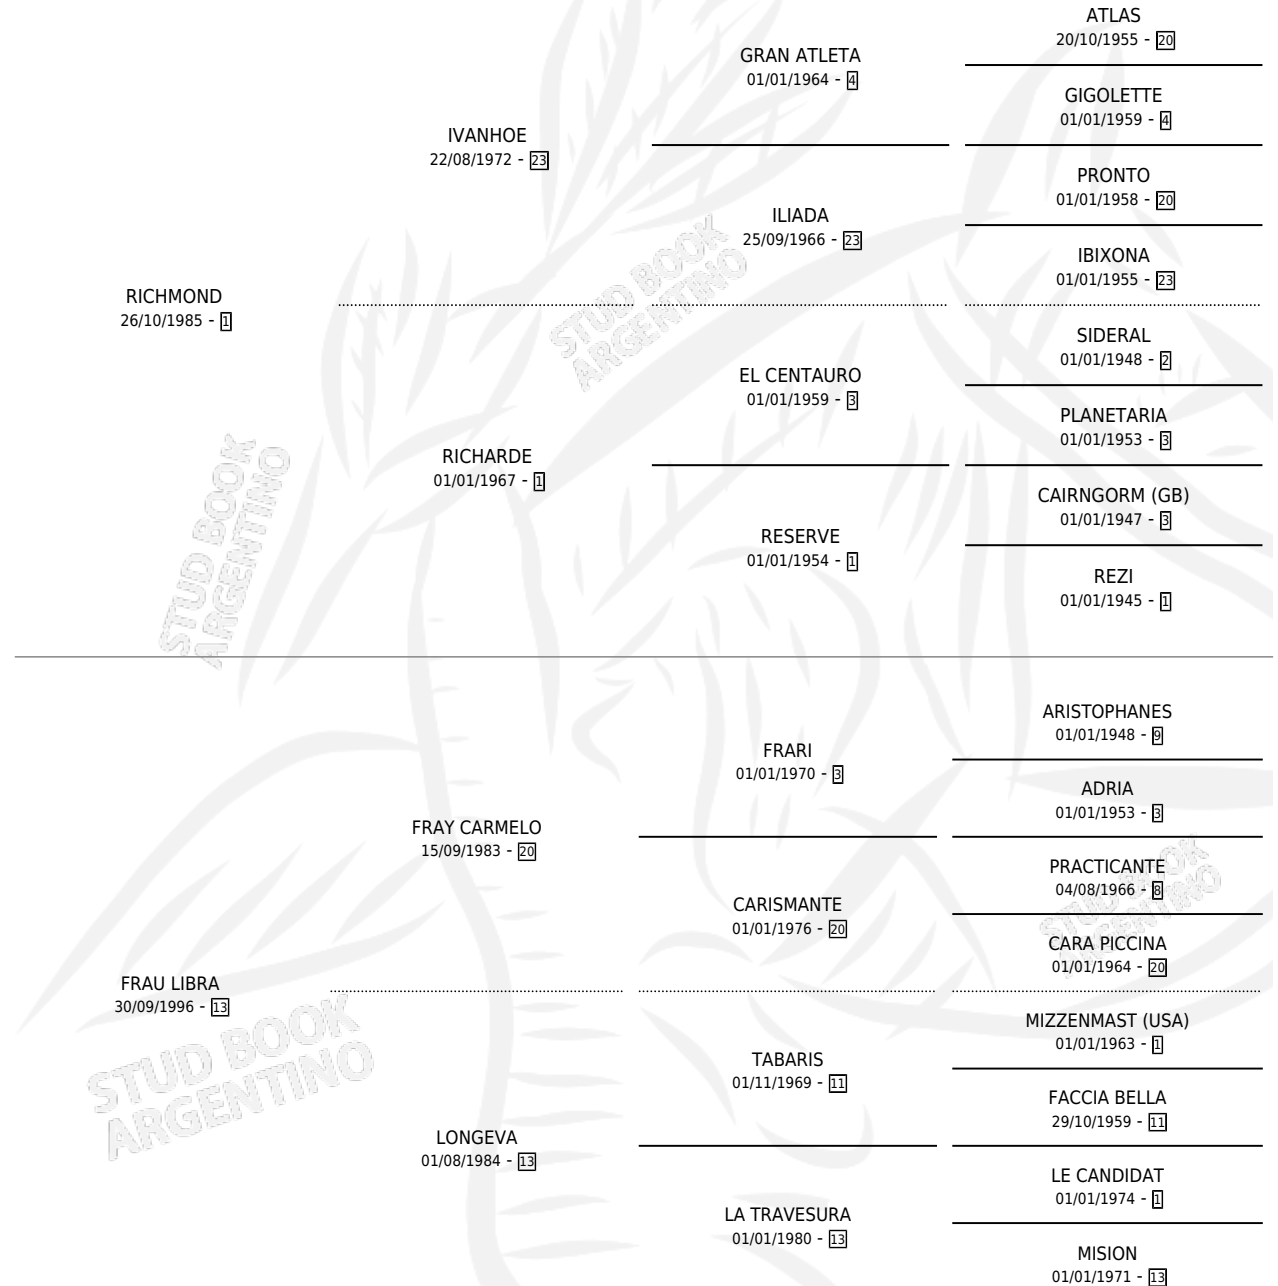 ATLAS
20/10/1955 - 20
GRAN ATLETA
01/01/1964 - 4
GIGOLETTE
01/01/1959 - 4
IVANHOE
22/08/1972 - 23
PRONTO
01/01/1958 - 20
ILIADA
25/09/1966 - 23
IBIXONA
01/01/1955 - 23
RICHMOND
26/10/1985 - 1
SIDERAL
01/01/1948 - 2
EL CENTAURO
01/01/1959 - 3
PLANETARIA
01/01/1953 - 3
RICHARDE
01/01/1967 - 1
CAIRNGORM (GB)
01/01/1947 - 3
RESERVE
01/01/1954 - 1
REZI
01/01/1945 - 1
ARISTOPHANES
01/01/1948 - 9
FRARI
01/01/1970 - 3
ADRIA
01/01/1953 - 3
FRAY CARMELO
15/09/1983 - 20
PRACTICANTE
04/08/1966 - 8
CARISMANTE
01/01/1976 - 20
CARA PICCINA
01/01/1964 - 20
FRAU LIBRA
30/09/1996 - 13
MIZZENMAST (USA)
01/01/1963 - 1
TABARIS
01/11/1969 - 11
FACCIA BELLA
29/10/1959 - 11
LONGEVA
01/08/1984 - 13
LE CANDIDAT
01/01/1974 - 1
LA TRAVESURA
01/01/1980 - 13
MISION
01/01/1971 - 13
STUD BOOK
ARGENTINO
STUD BOOK
ARGENTINO
STUD BOOK
ARGENTINO
STUD BOOK
ARGENTINO